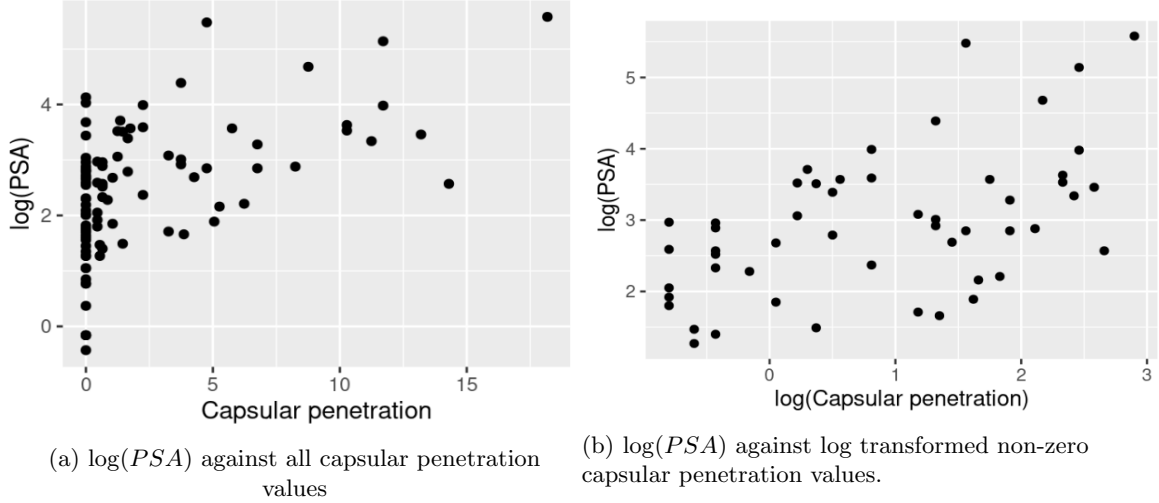 log(PSA)
4
2
0
0
5
10
15
Capsular penetration
(a) log(PSA) against all capsular penetration
values
log(PSA)
5
4
3
2
0
1
2
3
log(Capsular penetration)
(b) log(PSA) against log transformed non-zero
capsular penetration values.